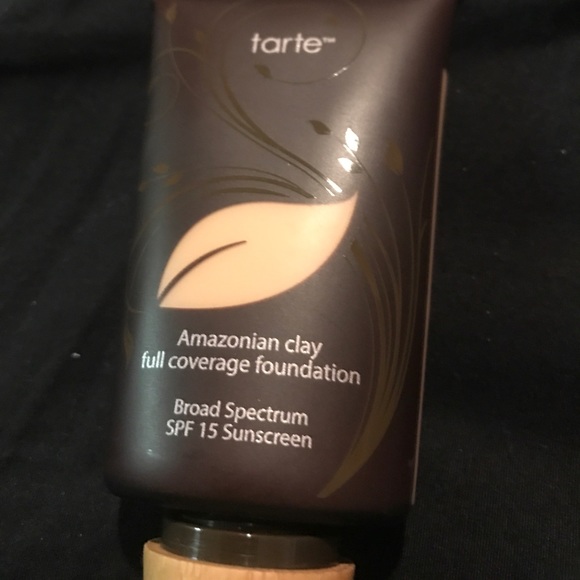 tarte™
Amazonian clay
full coverage foundation
Broad Spectrum
SPF 15 Sunscreen